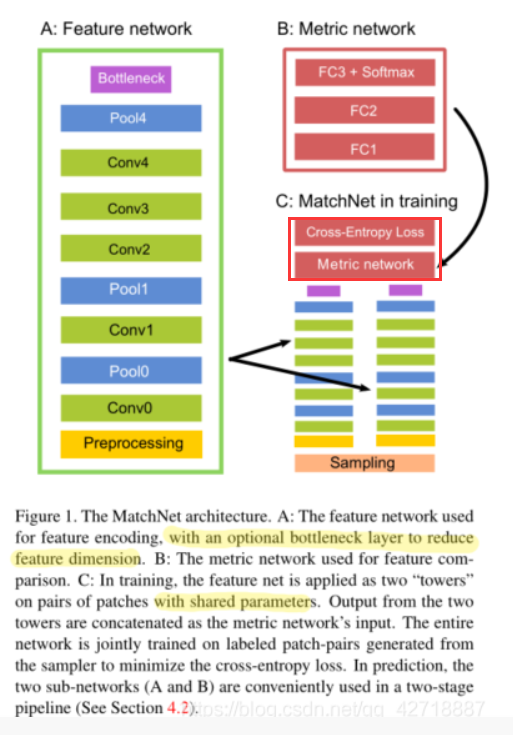 A: Feature network
Bottleneck
Pool4
Conv4
Conv3
Conv2
Pool1
Conv1
Pool0
Conv0
Preprocessing
B: Metric network
FC3 + Softmax
FC2
FC1
C: MatchNet in training
Cross-Entropy Loss
Metric network
Sampling
Figure 1. The MatchNet architecture. A: The feature network used
for feature encoding, with an optional bottleneck layer to reduce
feature dimension. B: The metric network used for feature com-
parison. C: In training, the feature net is applied as two “towers”
on pairs of patches with shared parameters. Output from the two
towers are concatenated as the metric network's input. The entire
network is jointly trained on labeled patch-pairs generated from
the sampler to minimize the cross-entropy loss. In prediction, the
two sub-networks (A and B) are conveniently used in a two-stage
pipeline (See Section 4.2).
https://blog.csdn.net/qq_42718887